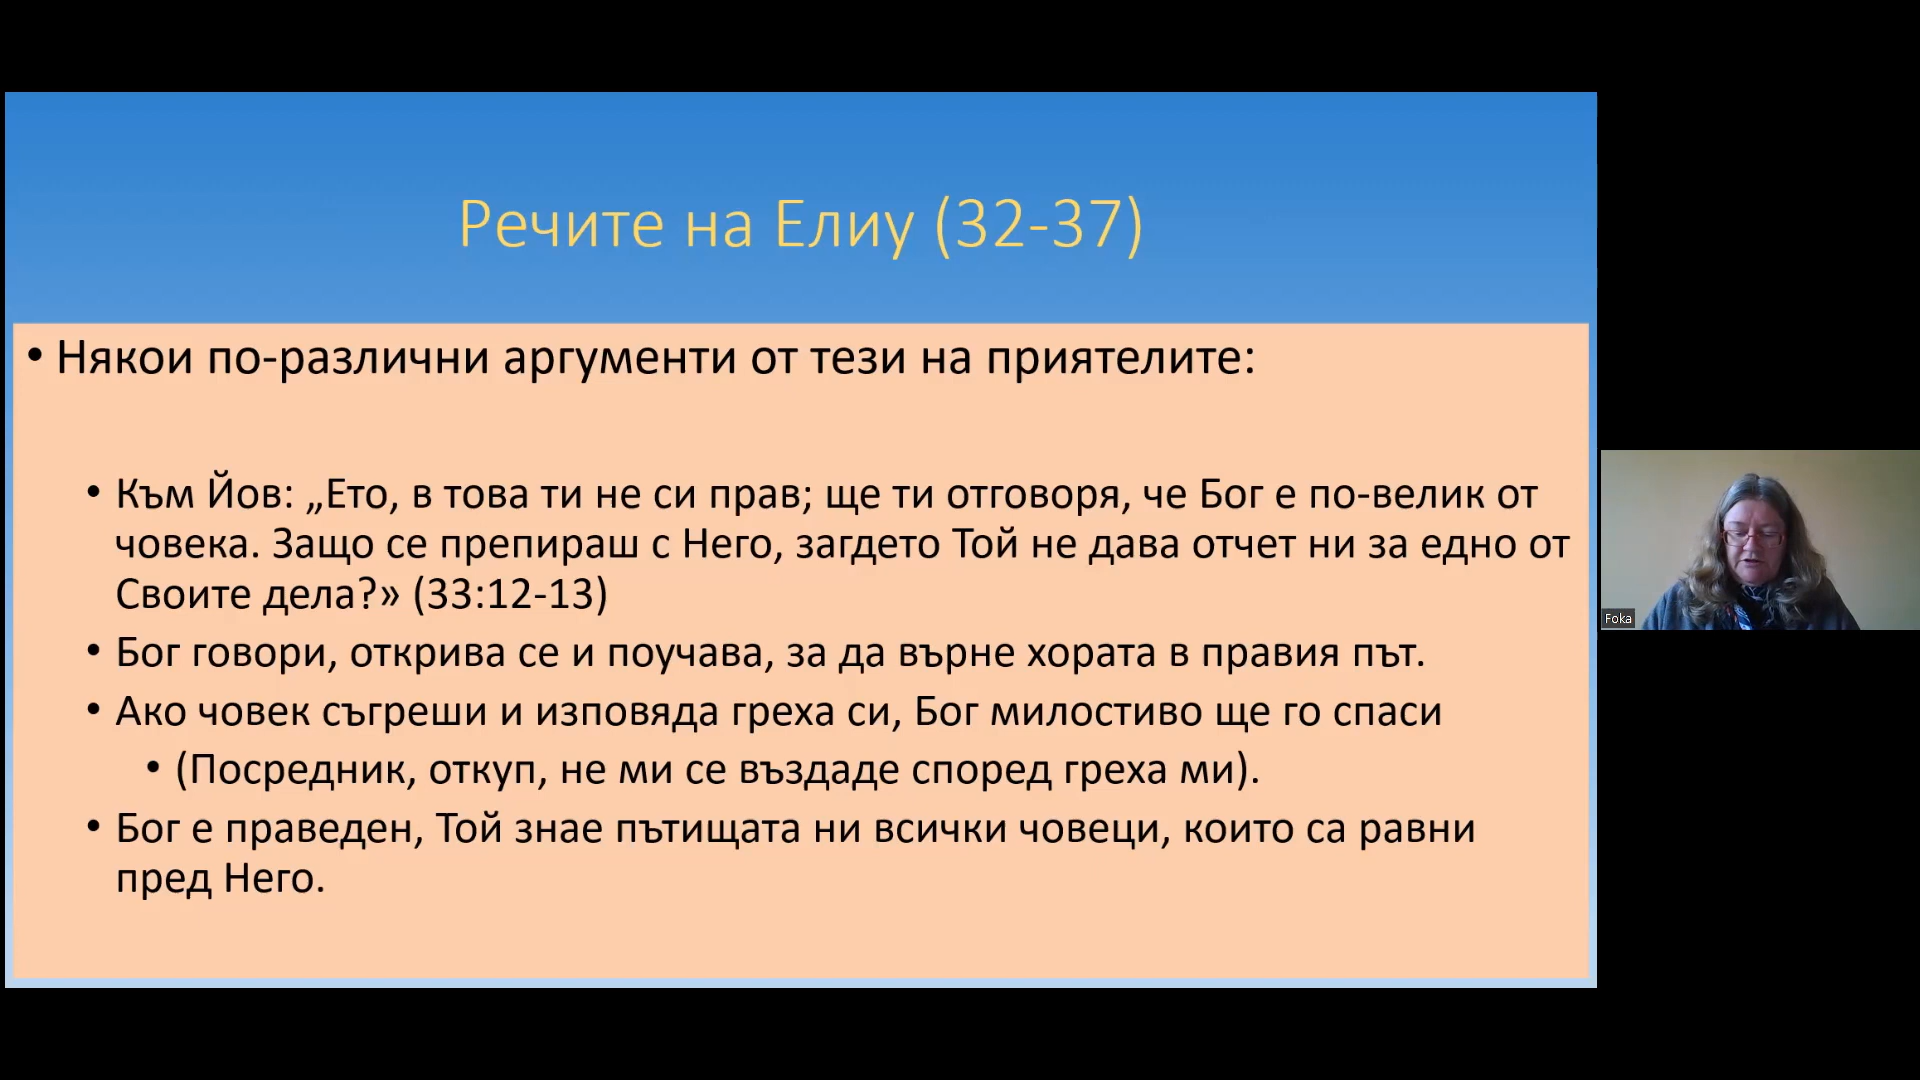 Речите на Елиу (32-37)
• Някои по-различни аргументи от тези на приятелите:
• Към Йов: „Ето, в това ти не си прав; ще ти отговоря, че Бог е по-велик от
човека. Защо се препираш с Него, загдето Той не дава отчет ни за едно от
Своите дела?» (33:12-13)
• Бог говори, открива се и поучава, за да върне хората в правия път.
• Ако човек съгреши и изповяда греха си, Бог милостиво ще го спаси
• (Посредник, откуп, не ми се въздаде според греха ми).
• Бог е праведен, Той знае пътищата ни всички човеци, които са равни
пред Него.
Foka